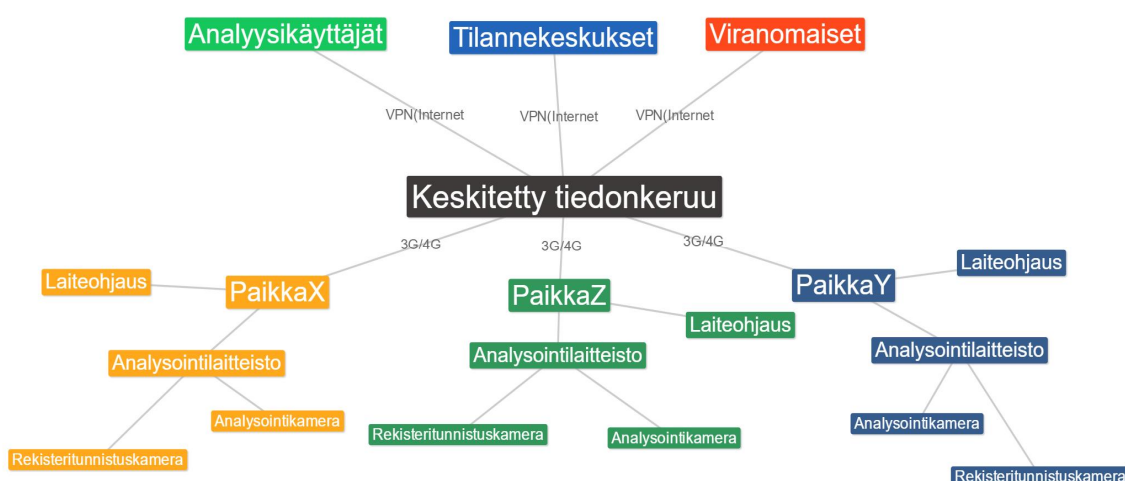 Analyysikäyttäjät
Tilannekeskukset
Viranomaiset
VPN(Internet
VPN(Internet
VPN(Internet
Keskitetty tiedonkeruu
3G/4G
3G/4G
3G/4G
Laiteohjaus
PaikkaX
PaikkaZ
PaikkaY
Laiteohjaus
Laiteohjaus
Analysointilaitteisto
Analysointilaitteisto
Analysointilaitteisto
Analysointikamera
Rekisteritunnistuskamera
Rekisteritunnistuskamera
Analysointikamera
Analysointikamera
Rekisteritunnistuskamera